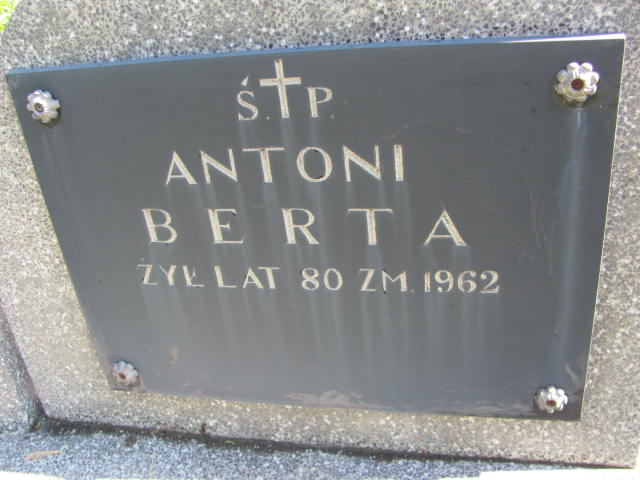 Ś.†P.
ANTONI
BERTA
ŻYŁ LAT 80 ZM. 1962